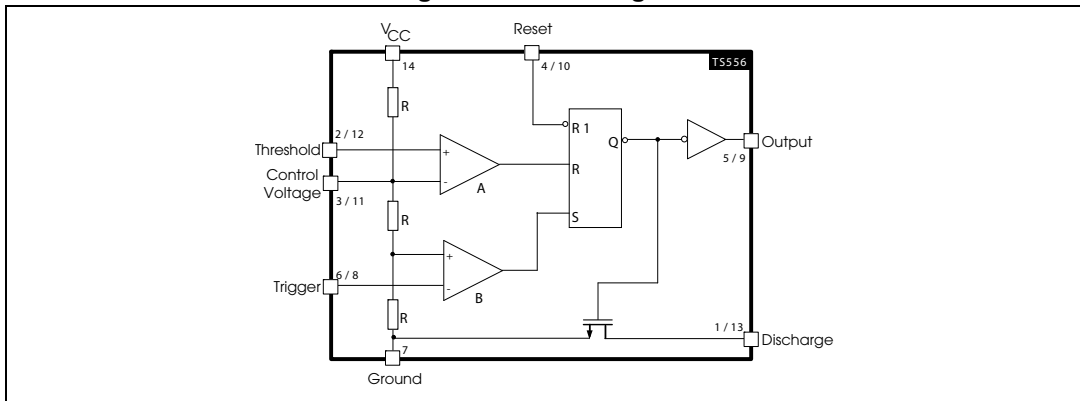 VCC
Reset
14
4 / 10
TS556
R
R 1
2 / 12
Threshold
+
Q
Output
5 / 9
Control
Voltage
-
A
R
3 / 11
R
S
+
6 / 8
Trigger
-
B
R
1 / 13
Discharge
7
Ground